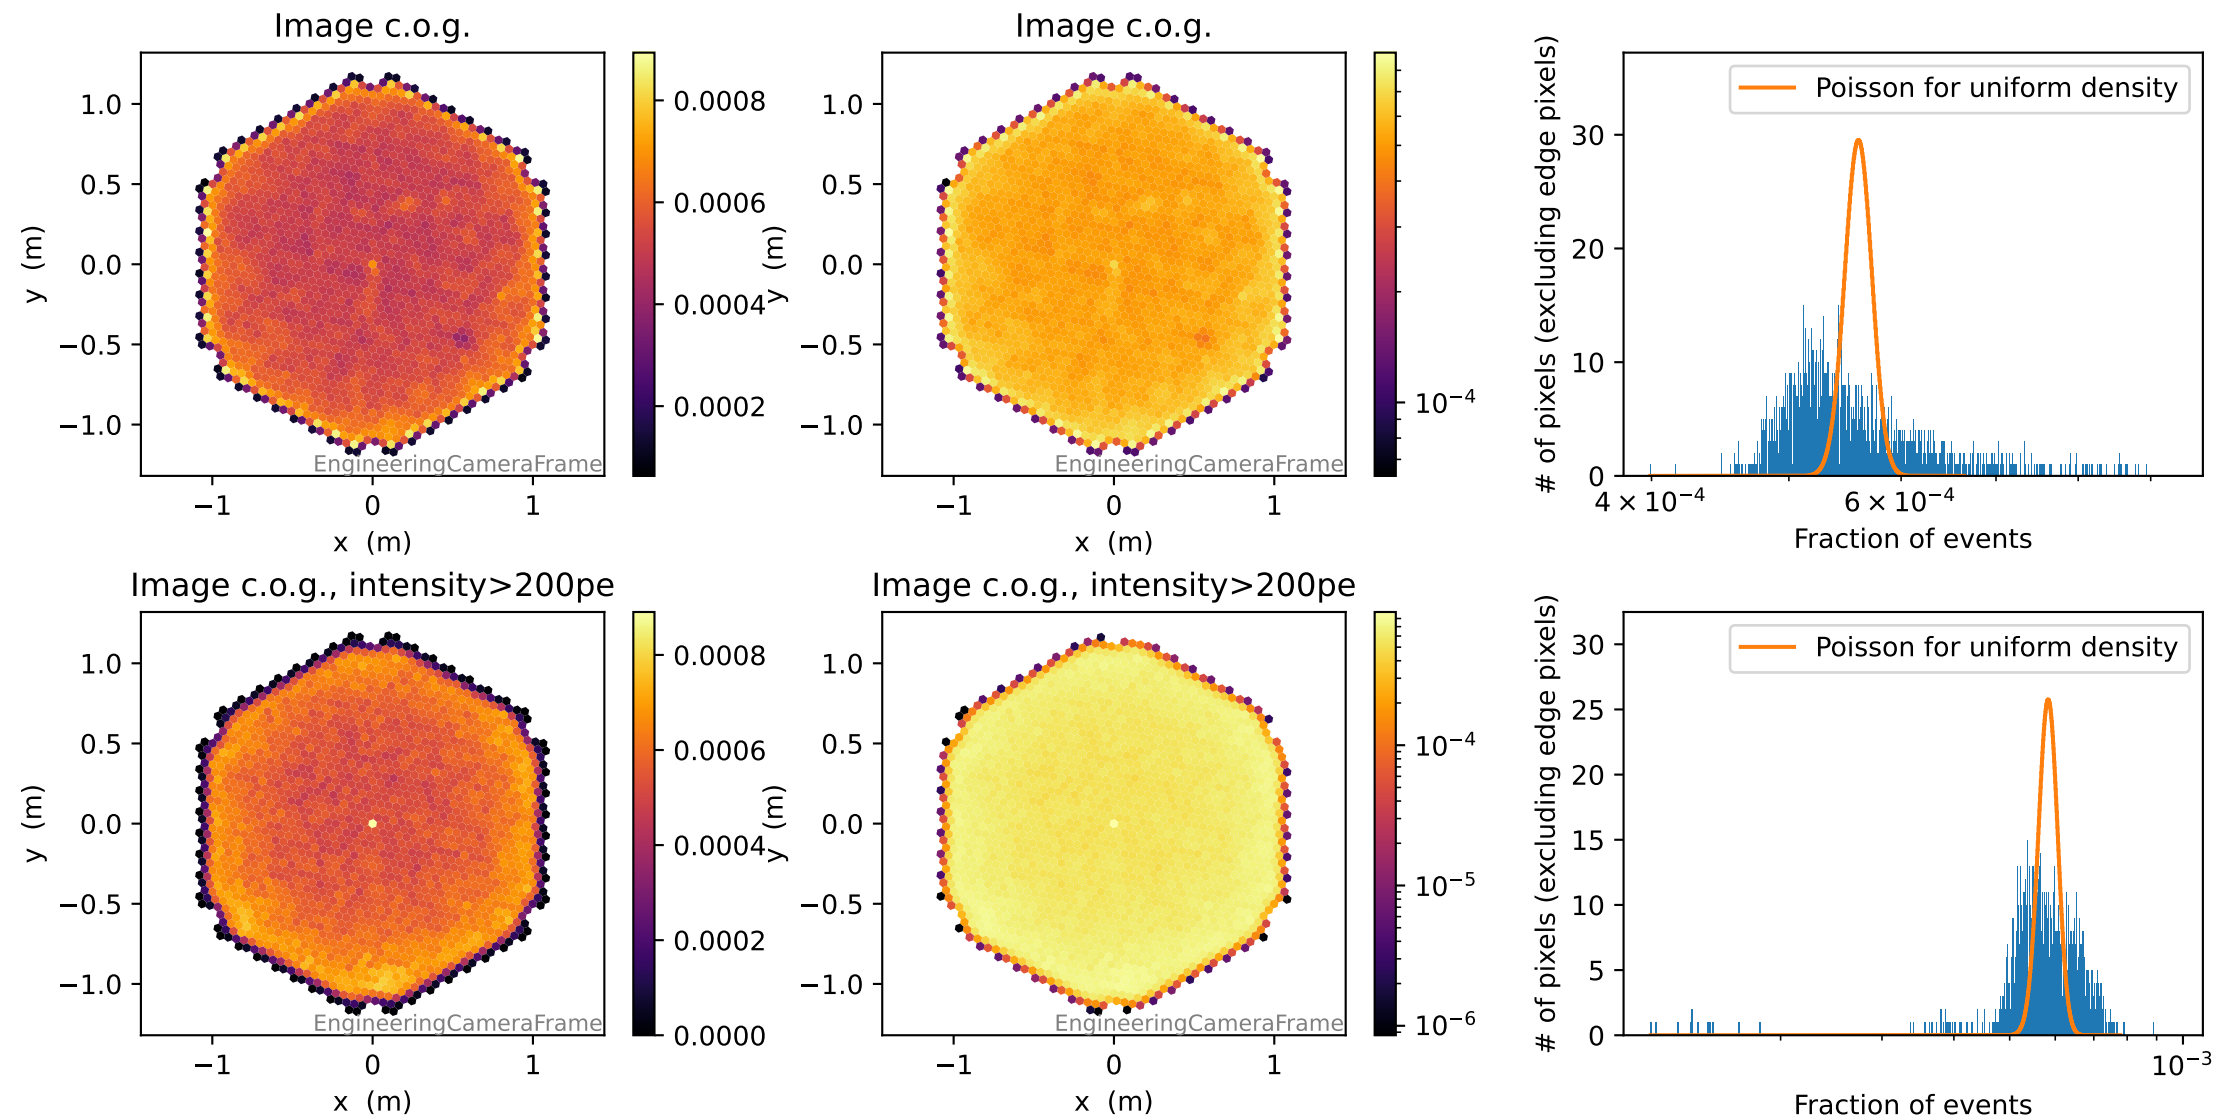 Image c.o.g.
1.0
0.5
0.0
−0.5
−1.0
y (m)
−1 0 1
x (m)
EngineeringCameraFrame
0.0008
0.0006
0.0004
0.0002
Image c.o.g.
1.0
0.5
0.0
−0.5
−1.0
y (m)
−1 0 1
x (m)
EngineeringCameraFrame
10⁻⁴
# of pixels (excluding edge pixels)
30
20
10
0
Poisson for uniform density
4 × 10⁻⁴ 6 × 10⁻⁴
Fraction of events
Image c.o.g., intensity>200pe
1.0
0.5
0.0
−0.5
−1.0
y (m)
−1 0 1
x (m)
EngineeringCameraFrame
0.0008
0.0006
0.0004
0.0002
0.0000
Image c.o.g., intensity>200pe
1.0
0.5
0.0
−0.5
−1.0
y (m)
−1 0 1
x (m)
EngineeringCameraFrame
10⁻⁴
10⁻⁵
10⁻⁶
# of pixels (excluding edge pixels)
30
25
20
15
10
5
0
Poisson for uniform density
10⁻³
Fraction of events